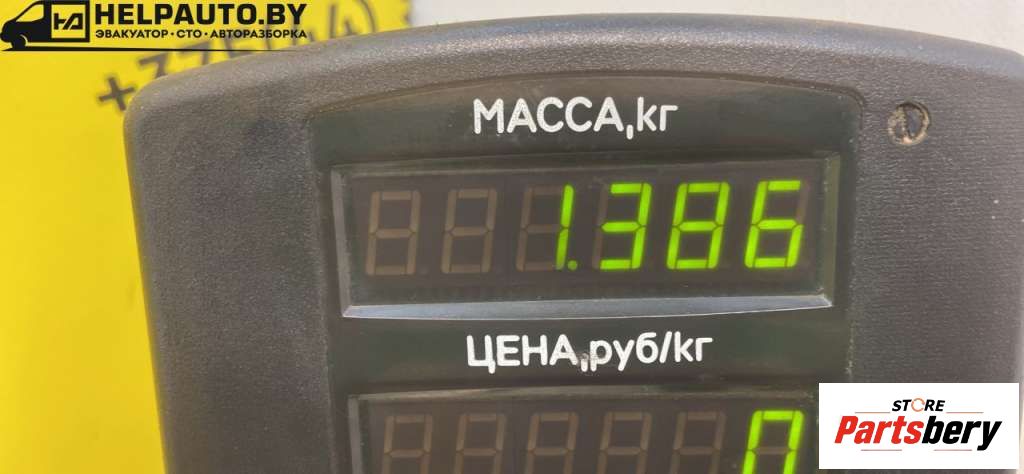 HELPAUTO.BY
ЭВАКУАТОР • СТО • АВТОРАЗБОРКА
МАССА,кг
1.386
ЦЕНА,руб/кг
0
STORE
Partsbery